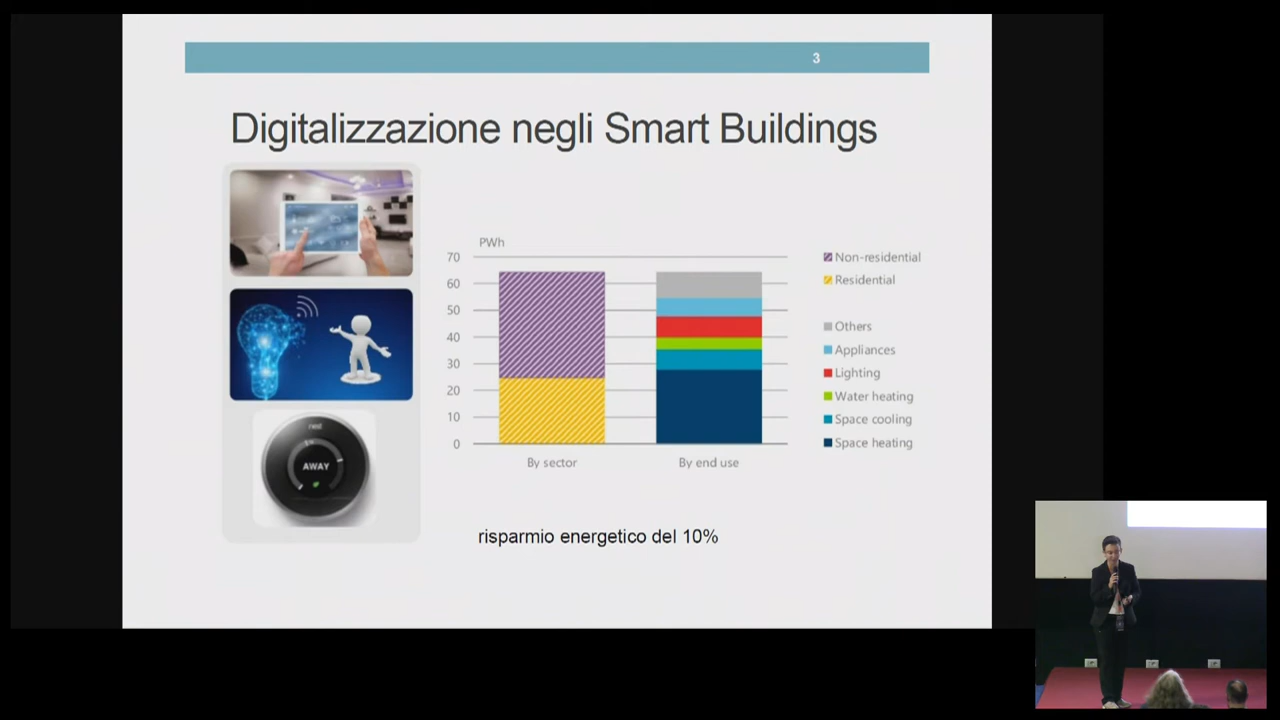 3
Digitalizzazione negli Smart Buildings
nest
AWAY
PWh
70
60
50
40
30
20
10
0
By sector
By end use
Non-residential
Residential
Others
Appliances
Lighting
Water heating
Space cooling
Space heating
risparmio energetico del 10%